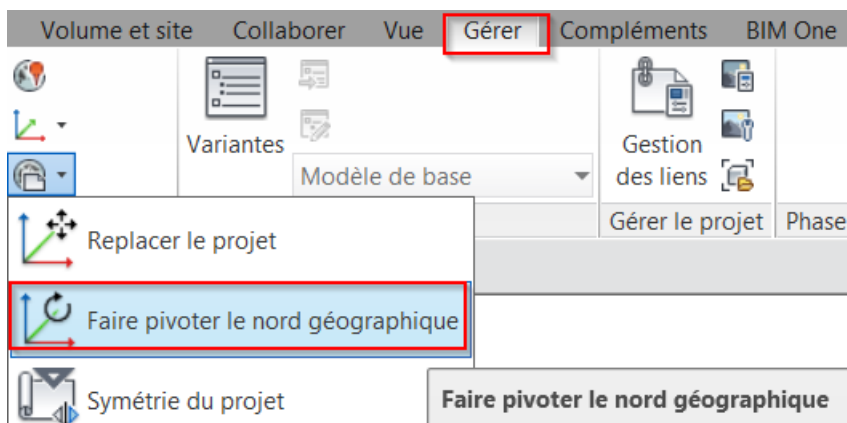 Volume et site Collaborer Vue Gérer Compléments BIM One
Variantes
Modèle de base
Gestion
des liens
Gérer le projet Phase
Replacer le projet
Faire pivoter le nord géographique
Symétrie du projet
Faire pivoter le nord géographique